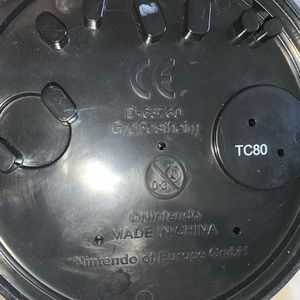 CE
D-63760
Großostheim
TC80
0-3
©Nintendo
MADE IN CHINA
Nintendo of Europe GmbH